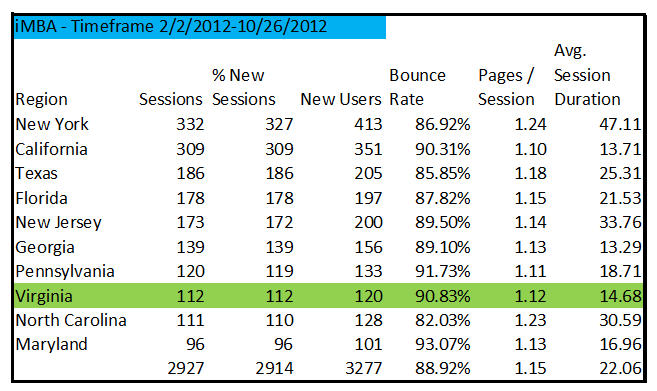 iMBA - Timeframe 2/2/2012-10/26/2012
Region Sessions % New Sessions New Users Bounce Rate Pages / Session Avg. Session Duration
New York 332 327 413 86.92% 1.24 47.11
California 309 309 351 90.31% 1.10 13.71
Texas 186 186 205 85.85% 1.18 25.31
Florida 178 178 197 87.82% 1.15 21.53
New Jersey 173 172 200 89.50% 1.14 33.76
Georgia 139 139 156 89.10% 1.13 13.29
Pennsylvania 120 119 133 91.73% 1.11 18.71
Virginia 112 112 120 90.83% 1.12 14.68
North Carolina 111 110 128 82.03% 1.23 30.59
Maryland 96 96 101 93.07% 1.13 16.96
2927 2914 3277 88.92% 1.15 22.06